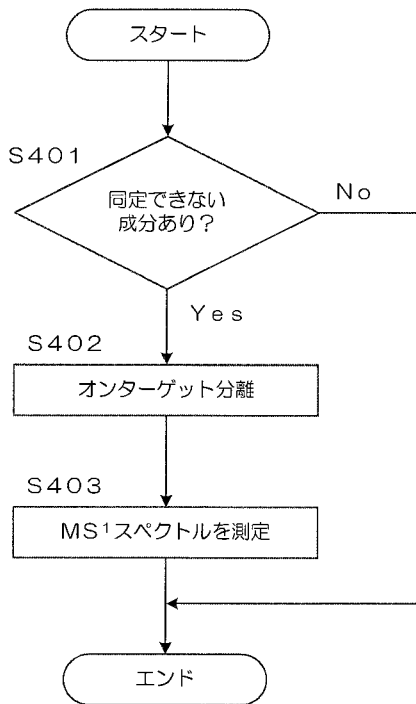 スタート
S401
同定できない
成分あり？
No
Yes
S402
オンターゲット分離
S403
MS¹スペクトルを測定
エンド